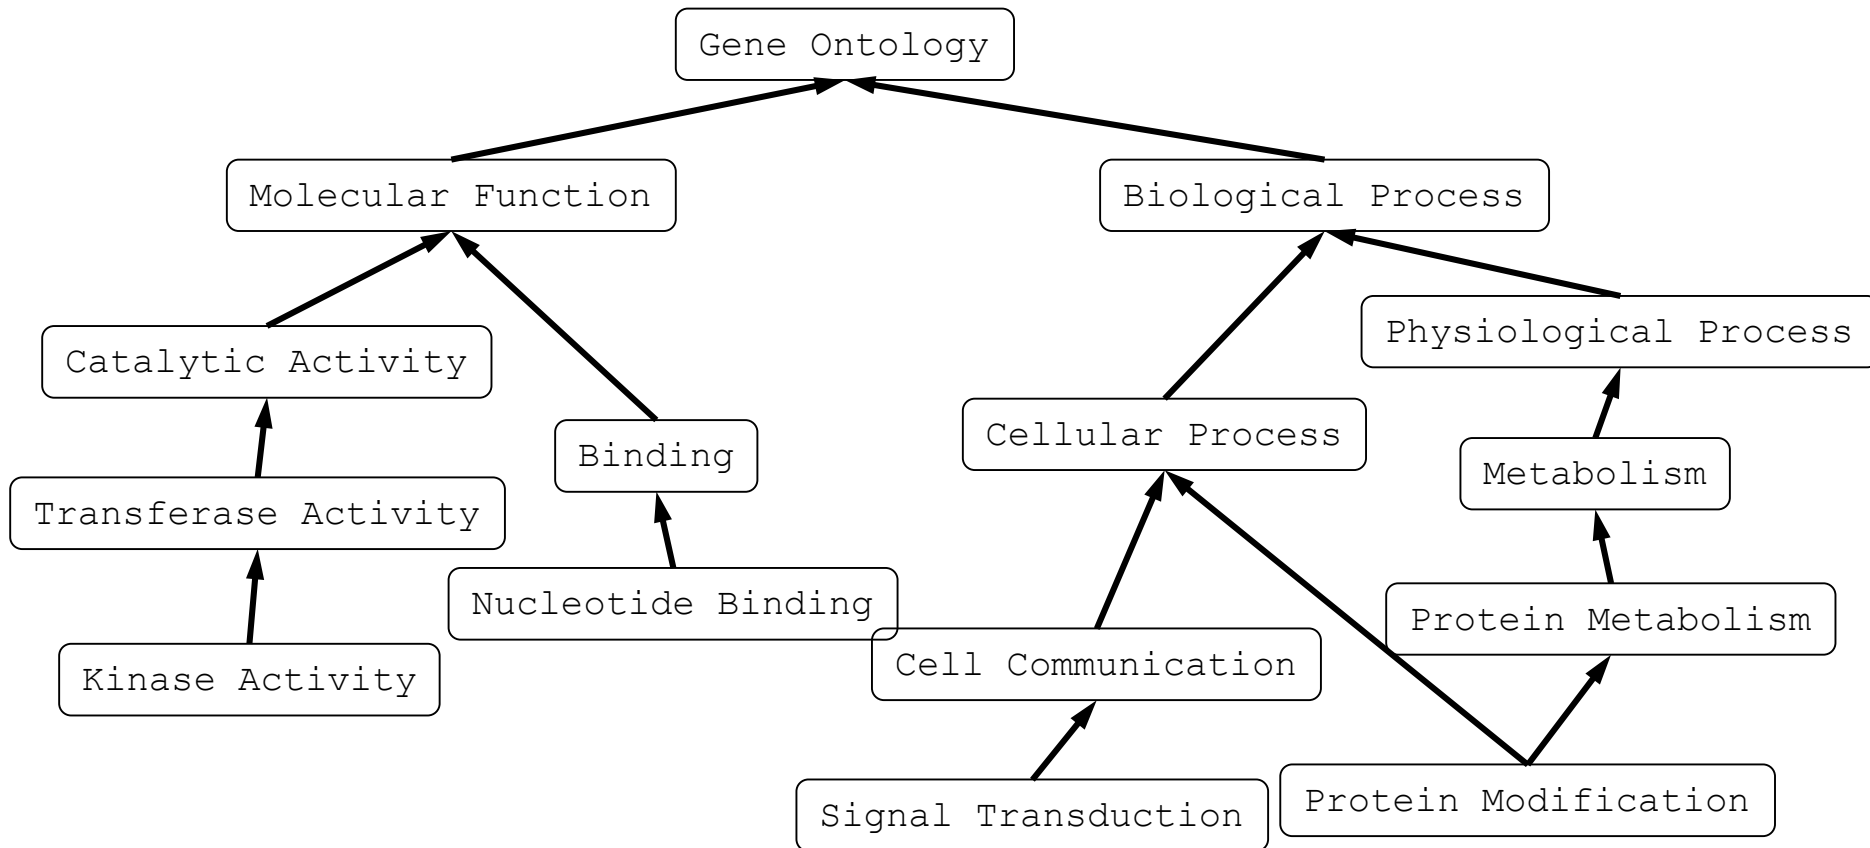 Gene Ontology
Molecular Function
Biological Process
Physiological Process
Catalytic Activity
Cellular Process
Binding
Metabolism
Transferase Activity
Nucleotide Binding
Protein Metabolism
Cell Communication
Kinase Activity
Protein Modification
Signal Transduction